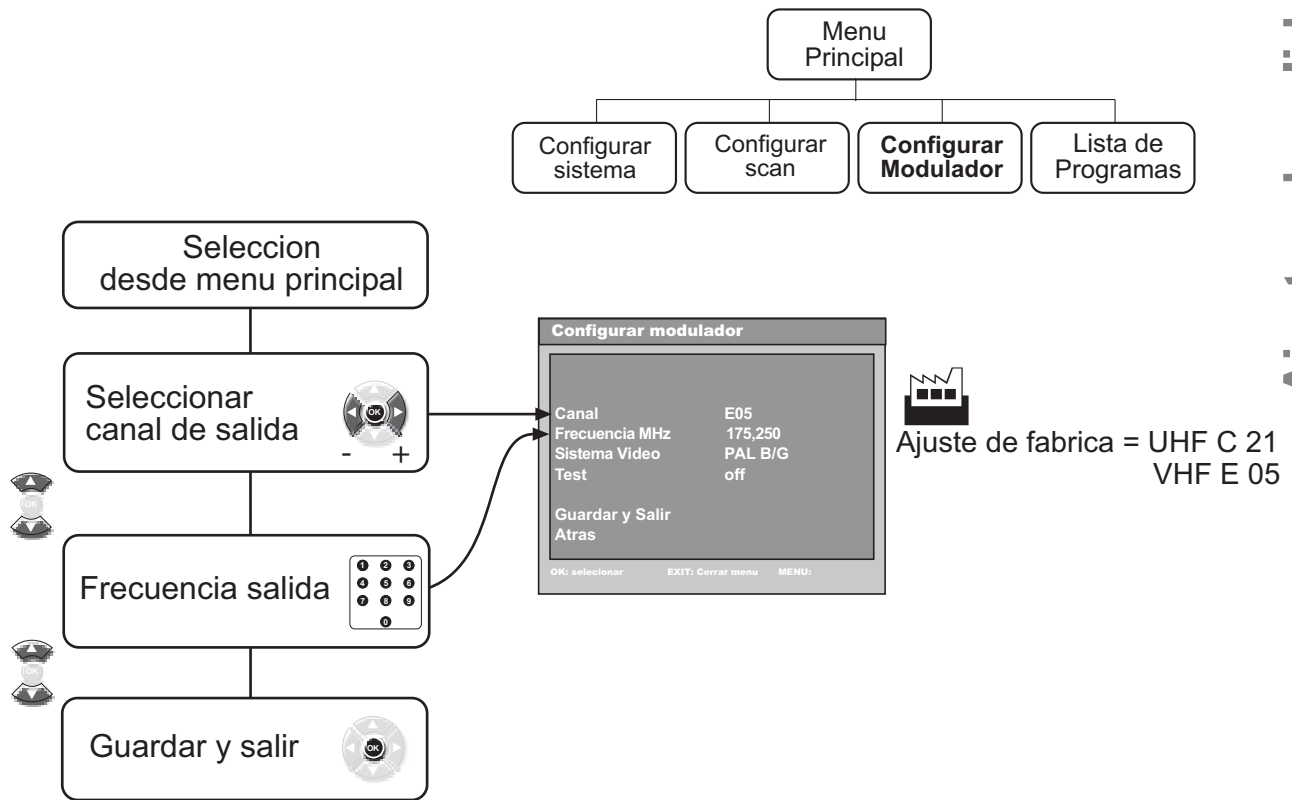 Menu
Principal
Configurar
sistema
Configurar
scan
Configurar
Modulador
Lista de
Programas
Seleccion
desde menu principal
Seleccionar
canal de salida
OK
- +
OK
Frecuencia salida
1 2 3
4 5 6
7 8 9
0
OK
Guardar y salir
OK
Configurar modulador
Canal E05
Frecuencia MHz 175,250
Sistema Video PAL B/G
Test off
Guardar y Salir
Atras
OK: selecionar EXIT: Cerrar menu MENU:
Ajuste de fabrica = UHF C 21
VHF E 05